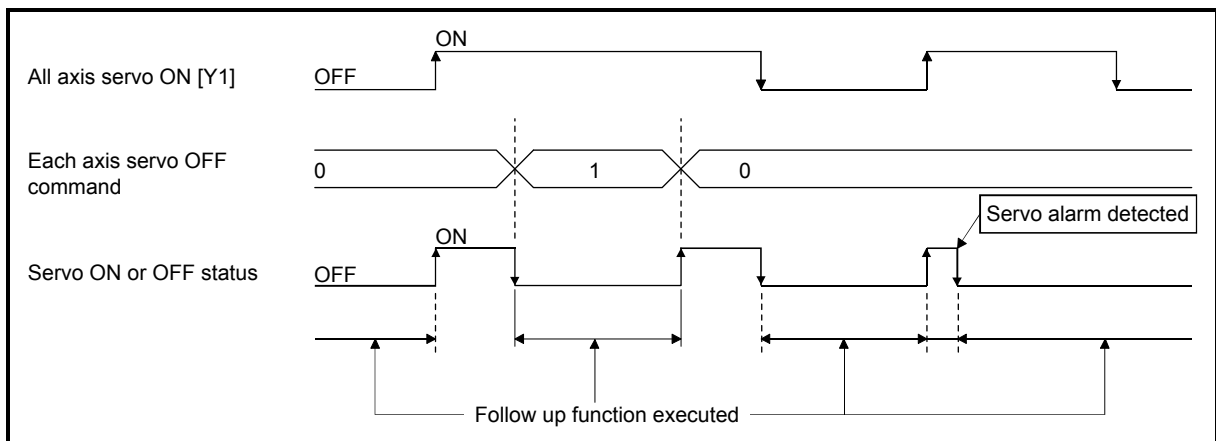 ON
All axis servo ON [Y1]
OFF
Each axis servo OFF
command
0
1
0
Servo alarm detected
ON
Servo ON or OFF status
OFF
Follow up function executed